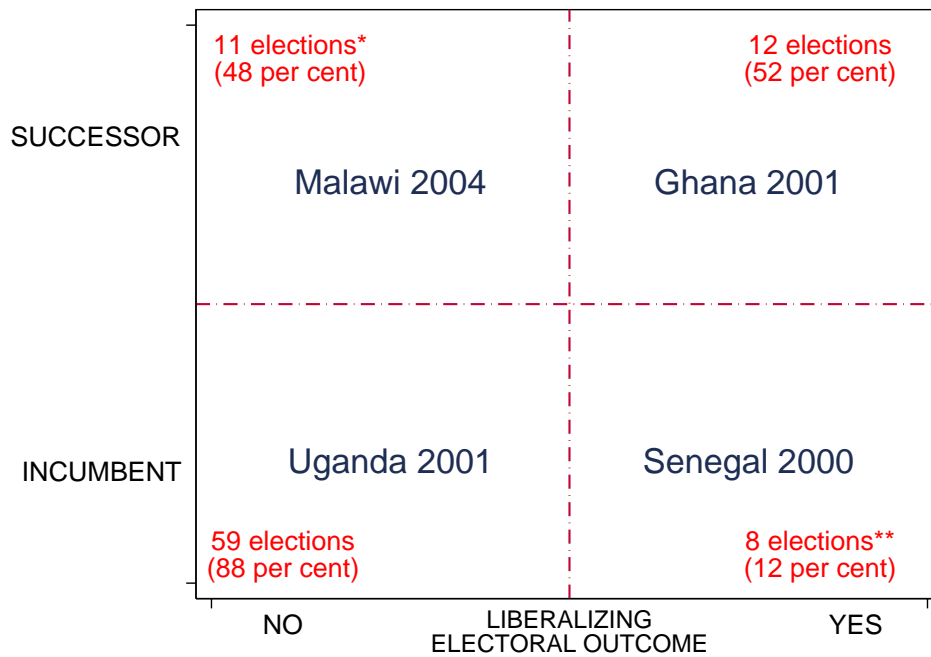 11 elections*
(48 per cent)
12 elections
(52 per cent)
SUCCESSOR
Malawi 2004
Ghana 2001
INCUMBENT
Uganda 2001
Senegal 2000
59 elections
(88 per cent)
8 elections**
(12 per cent)
NO
LIBERALIZING
ELECTORAL OUTCOME
YES